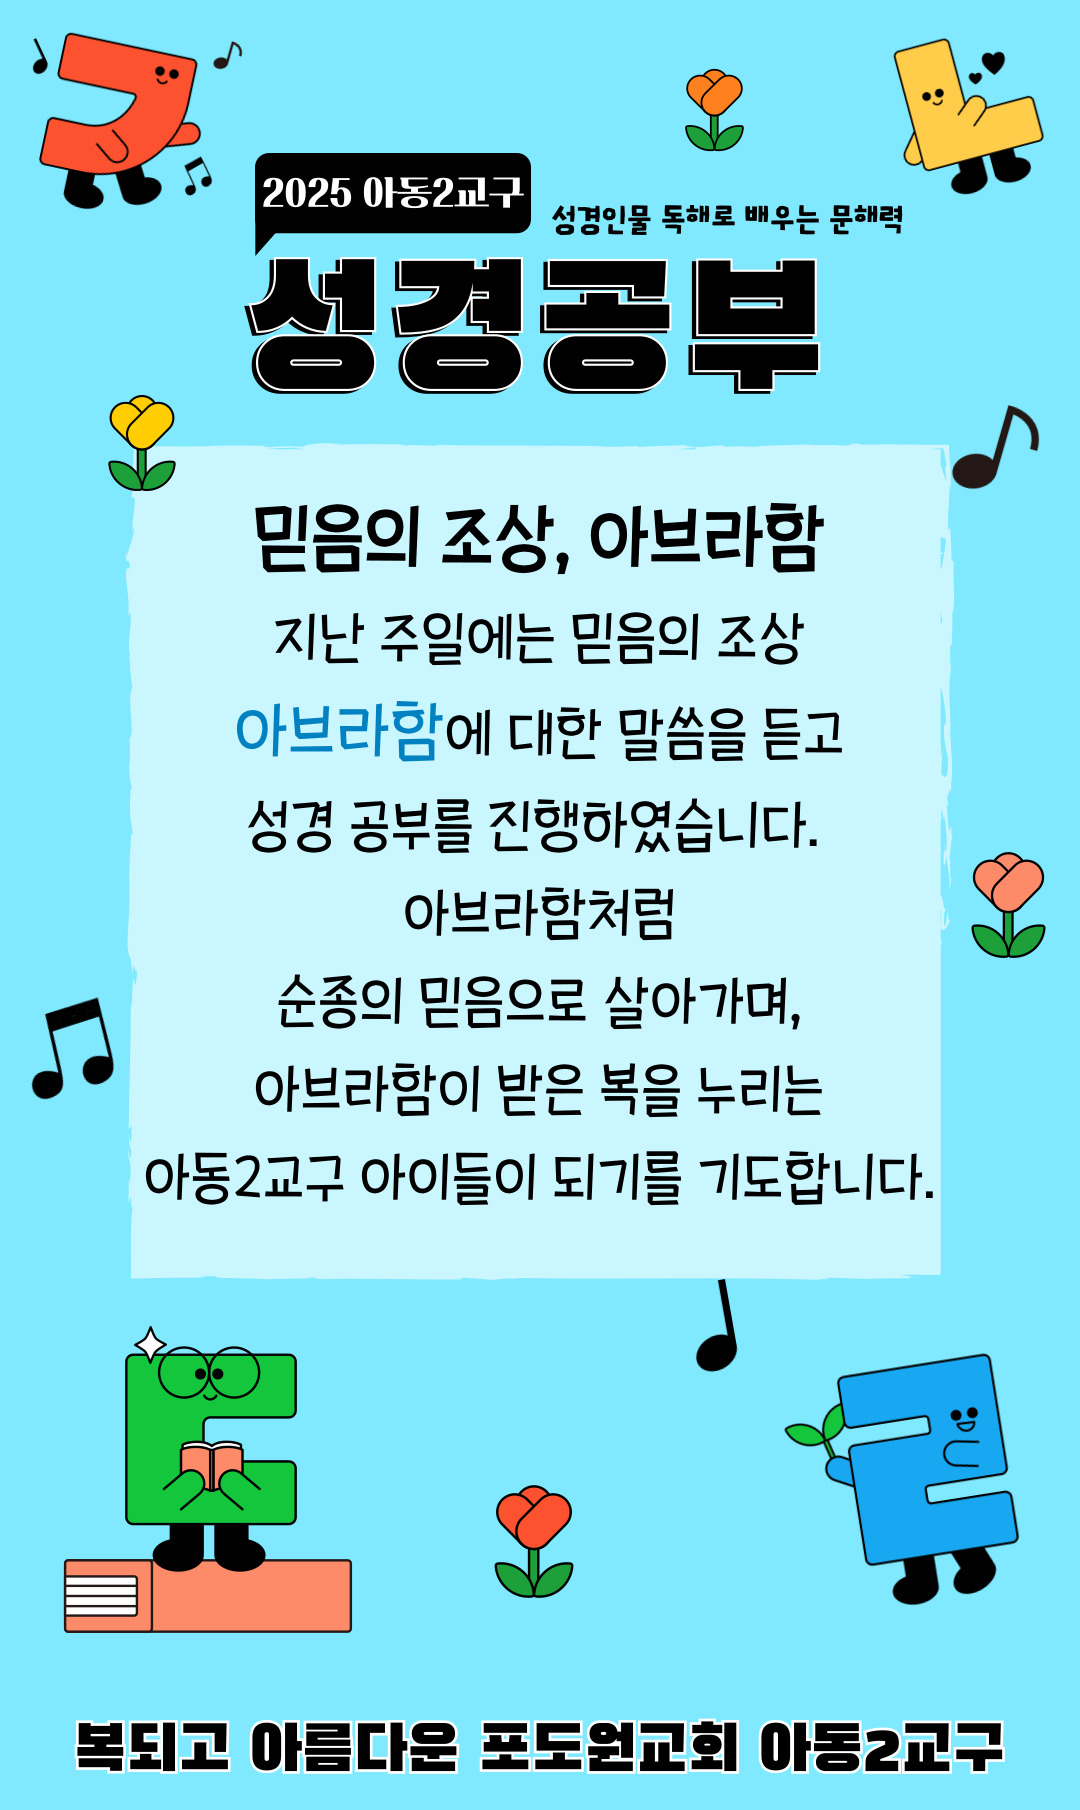 2025 아동2교구
성경인물 독해로 배우는 문해력
성경공부
믿음의 조상, 아브라함
지난 주일에는 믿음의 조상
아브라함에 대한 말씀을 듣고
성경 공부를 진행하였습니다.
아브라함처럼
순종의 믿음으로 살아가며,
아브라함이 받은 복을 누리는
아동2교구 아이들이 되기를 기도합니다.
복되고 아름다운 포도원교회 아동2교구